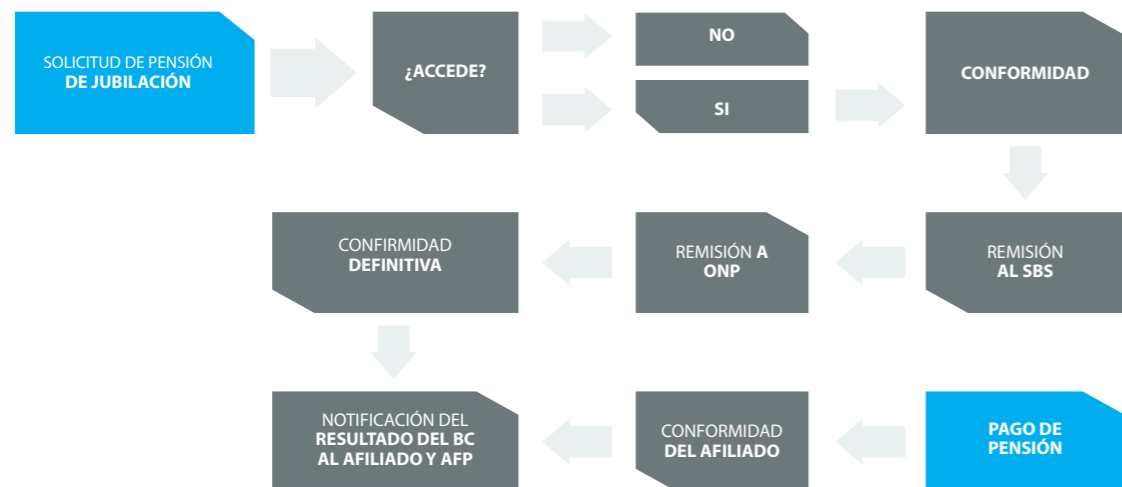 SOLICITUD DE PENSIÓN
DE JUBILACIÓN
¿ACCEDE?
NO
SI
CONFORMIDAD
REMISIÓN
AL SBS
REMISIÓN A
ONP
CONFIRMIDAD
DEFINITIVA
NOTIFICACIÓN DEL
RESULTADO DEL BC
AL AFILIADO Y AFP
CONFORMIDAD
DEL AFILIADO
PAGO DE
PENSIÓN